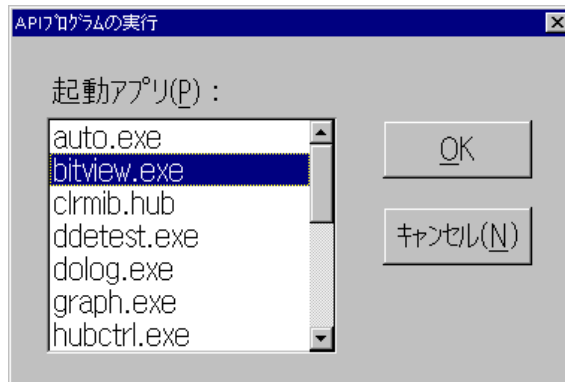 APIﾌﾟﾛｸﾞﾗﾑの実行
起動アプリ(P)：
auto.exe
bitview.exe
clrmib.hub
ddetest.exe
dolog.exe
graph.exe
hubctrl.exe
OK
ｷｬﾝｾﾙ(N)